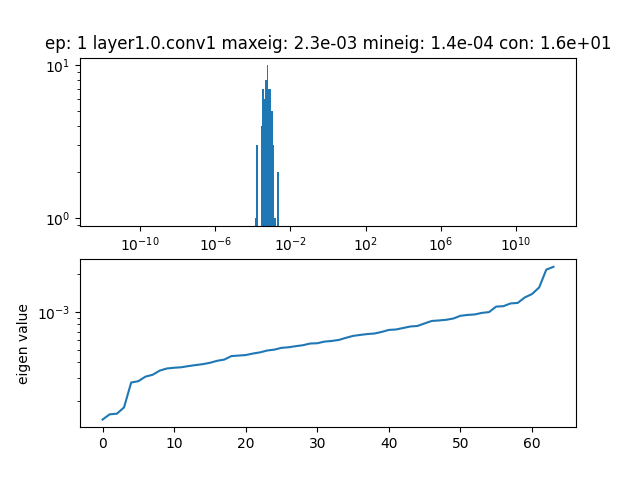 ep: 1 layer1.0.conv1 maxeig: 2.3e-03 mineig: 1.4e-04 con: 1.6e+01
10¹
10⁰
10⁻¹⁰ 10⁻⁶ 10⁻² 10² 10⁶ 10¹⁰
10⁻³
eigen value
0 10 20 30 40 50 60